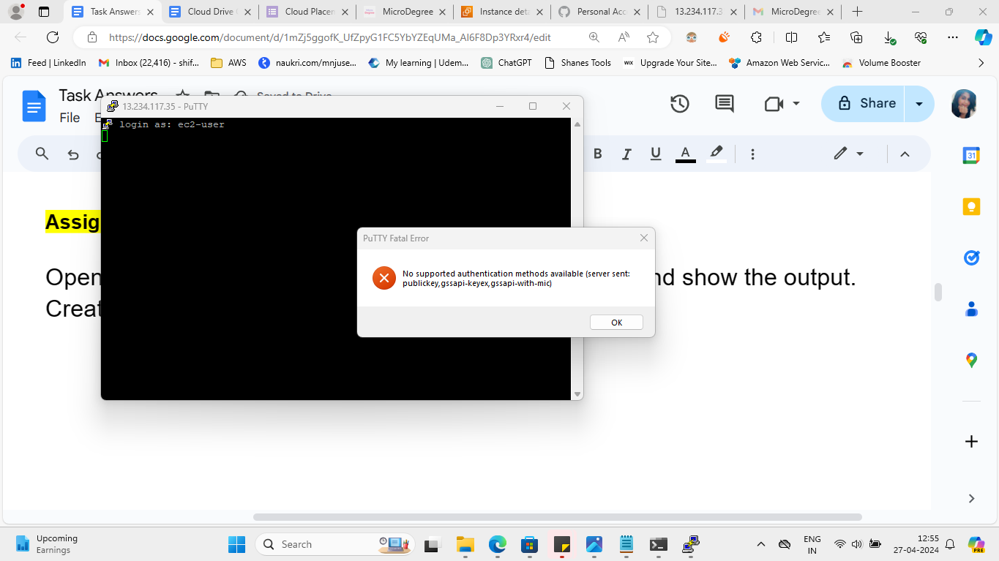 Task Answers
Cloud Drive (
Cloud Placem
MicroDegree
Instance deta
Personal Acc
13.234.117.3
MicroDegree
https://docs.google.com/document/d/1mZj5ggofK_UfZpyG1FC5YbYZEqUMa_AI6F8Dp3YRxr4/edit
Feed | LinkedIn
Inbox (22,416) - shif...
AWS
naukri.com/mnjuse...
My learning | Udem...
ChatGPT
Shanes Tools
WIX
Upgrade Your Site...
Amazon Web Servic...
Volume Booster
Task Answers
Saved to Drive
File
E
Share
13.234.117.35 - PuTTY
login as: ec2-user
B I U A
31
Assig
PuTTY Fatal Error
No supported authentication methods available (server sent:
publickey,gssapi-keyex,gssapi-with-mic)
OK
Open
nd show the output.
Creat
Upcoming
Earnings
Search
ENG
IN
12:55
27-04-2024
PRE